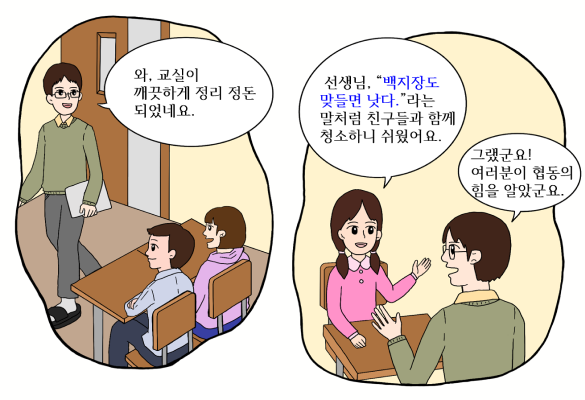 와, 교실이
깨끗하게 정리 정돈
되었네요.
선생님, “백지장도
맞들면 낫다.”라는
말처럼 친구들과 함께
청소하니 쉬웠어요.
그랬군요!
여러분이 협동의
힘을 알았군요.